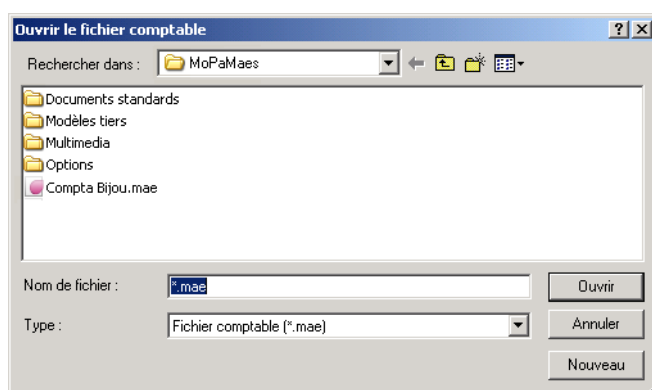 Ouvrir le fichier comptable
Rechercher dans :
MoPaMaes
Documents standards
Modèles tiers
Multimedia
Options
Compta Bijou.mae
Nom de fichier :
*.mae
Ouvrir
Type :
Fichier comptable (*.mae)
Annuler
Nouveau